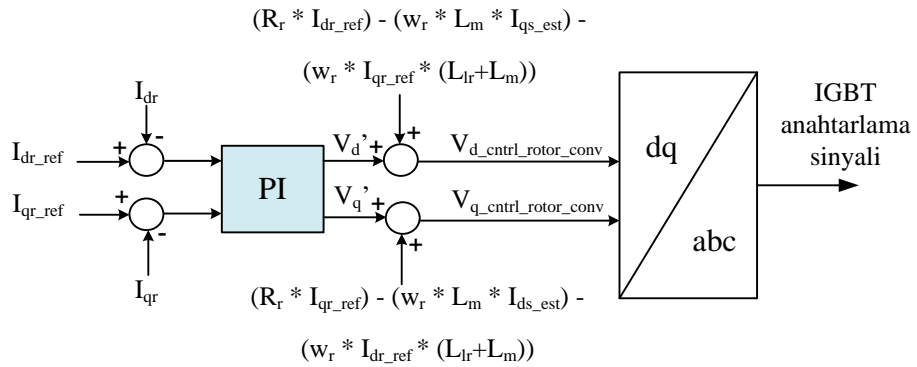 (R_r * I_dr_ref) - (w_r * L_m * I_qs_est) -
(w_r * I_qr_ref * (L_lr+L_m))
I_dr
I_dr_ref
+
-
I_qr_ref
+
-
I_qr
PI
V_d’
+
+
V_q’
+
+
V_d_cntrl_rotor_conv
V_q_cntrl_rotor_conv
dq
abc
IGBT
anahtarlama
sinyali
(R_r * I_qr_ref) - (w_r * L_m * I_ds_est) -
(w_r * I_dr_ref * (L_lr+L_m))